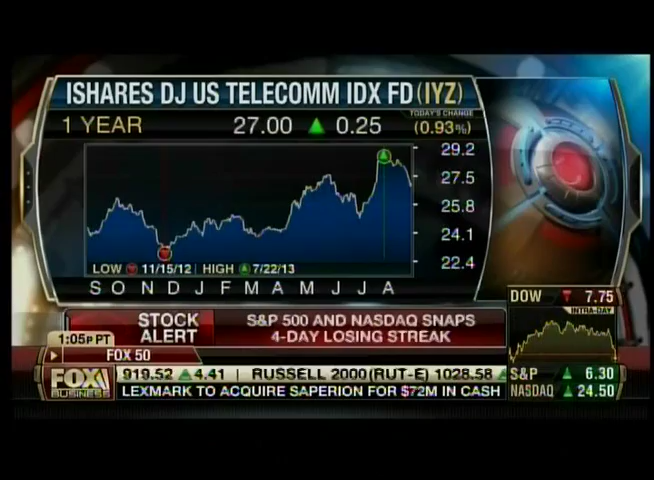 ISHARES DJ US TELECOMM IDX FD (IYZ)
TODAY'S CHANGE
1 YEAR 27.00 ▲ 0.25 (0.93%)
29.2
27.5
25.8
24.1
22.4
LOW 11/15/12 | HIGH 7/22/13
S O N D J F M A M J J A
STOCK ALERT
S&P 500 AND NASDAQ SNAPS
4-DAY LOSING STREAK
DOW ▼ 7.75
INTRA-DAY
S&P ▲ 6.30
NASDAQ ▲ 24.50
1:05P PT
FOX 50
FOX
BUSINESS
919.52 ▲ 4.41 | RUSSELL 2000 (RUT-E) 1028.58 ▲
LEXMARK TO ACQUIRE SAPERION FOR $72M IN CASH